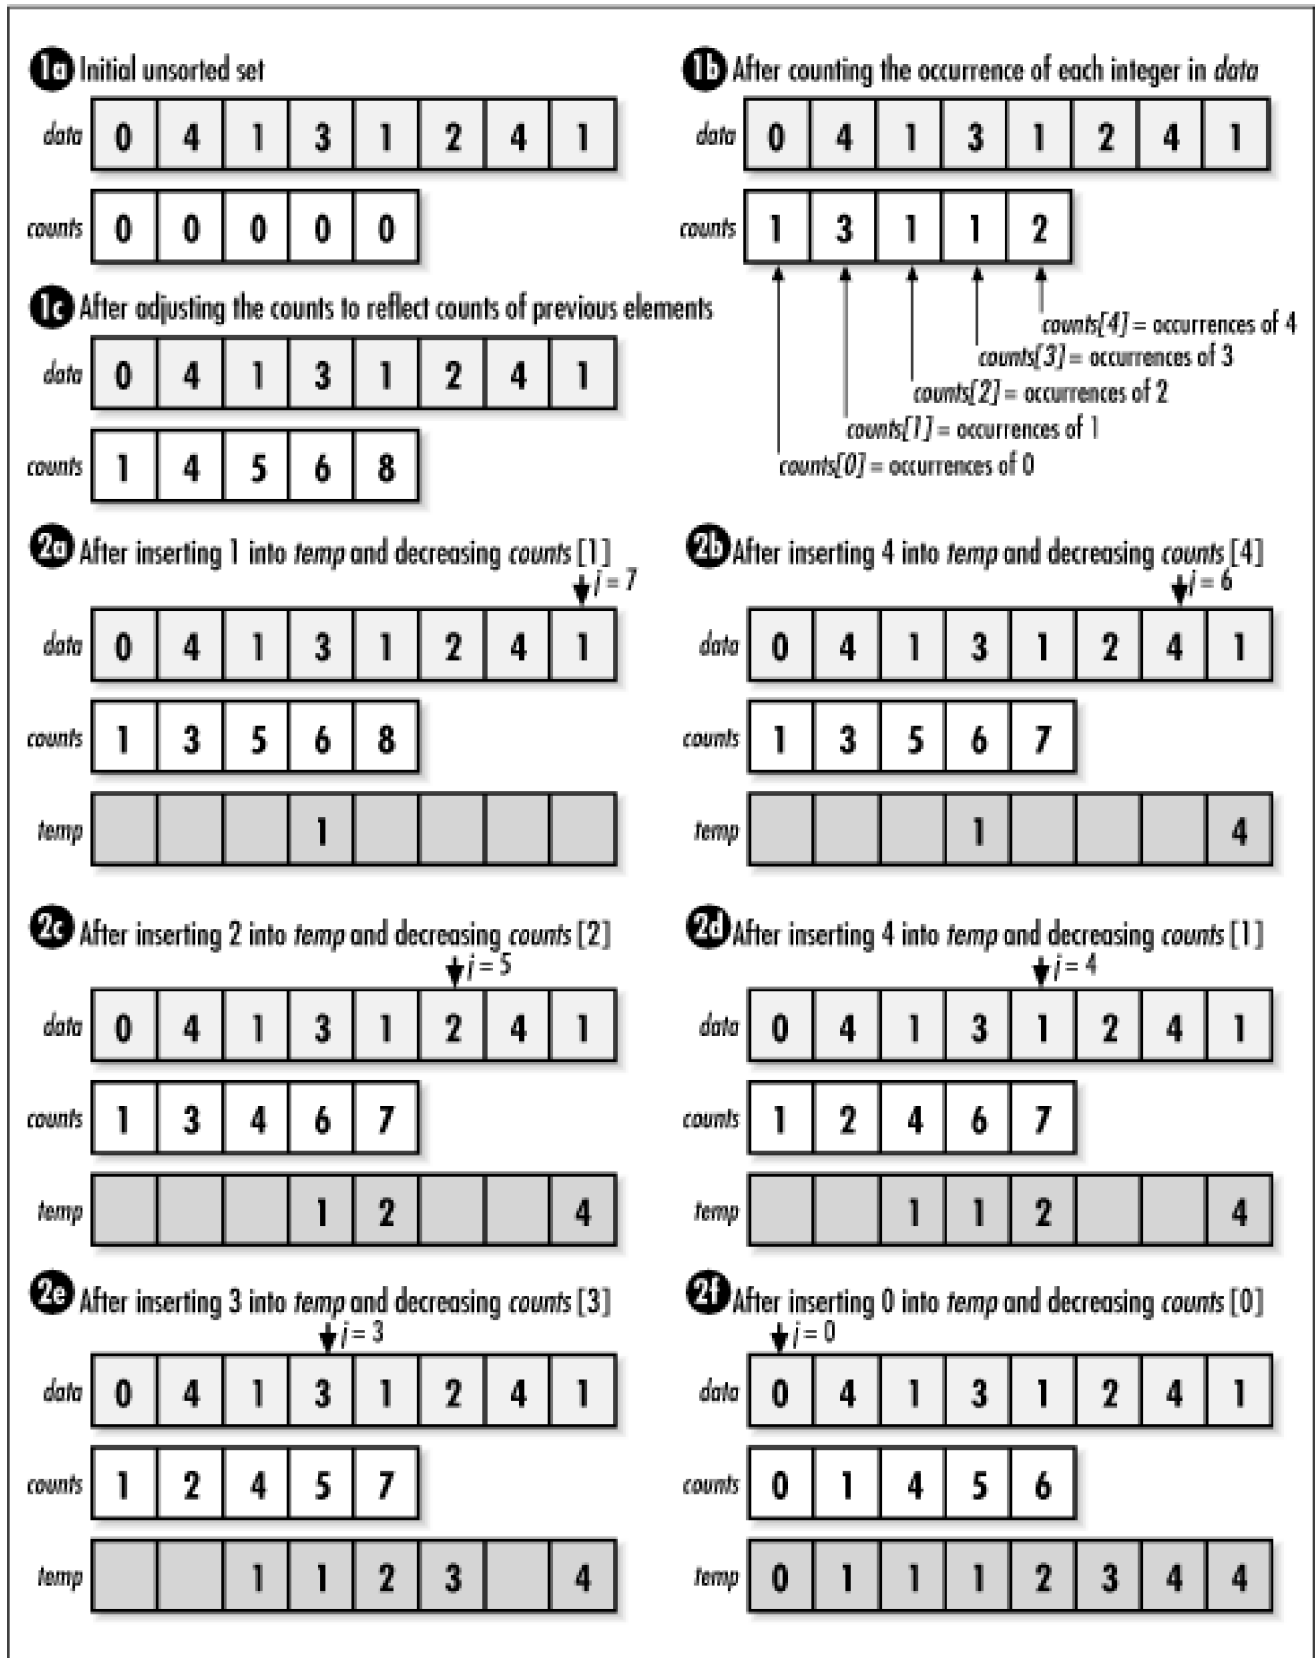 1a Initial unsorted set
data 0 4 1 3 1 2 4 1
counts 0 0 0 0 0
1b After counting the occurrence of each integer in data
data 0 4 1 3 1 2 4 1
counts 1 3 1 1 2
counts[4] = occurrences of 4
counts[3] = occurrences of 3
counts[2] = occurrences of 2
counts[1] = occurrences of 1
counts[0] = occurrences of 0
1c After adjusting the counts to reflect counts of previous elements
data 0 4 1 3 1 2 4 1
counts 1 4 5 6 8
2a After inserting 1 into temp and decreasing counts [1]
j = 7
data 0 4 1 3 1 2 4 1
counts 1 3 5 6 8
temp 1
2b After inserting 4 into temp and decreasing counts [4]
j = 6
data 0 4 1 3 1 2 4 1
counts 1 3 5 6 7
temp 1 4
2c After inserting 2 into temp and decreasing counts [2]
j = 5
data 0 4 1 3 1 2 4 1
counts 1 3 4 6 7
temp 1 2 4
2d After inserting 4 into temp and decreasing counts [1]
j = 4
data 0 4 1 3 1 2 4 1
counts 1 2 4 6 7
temp 1 1 2 4
2e After inserting 3 into temp and decreasing counts [3]
j = 3
data 0 4 1 3 1 2 4 1
counts 1 2 4 5 7
temp 1 1 2 3 4
2f After inserting 0 into temp and decreasing counts [0]
j = 0
data 0 4 1 3 1 2 4 1
counts 0 1 4 5 6
temp 0 1 1 1 2 3 4 4